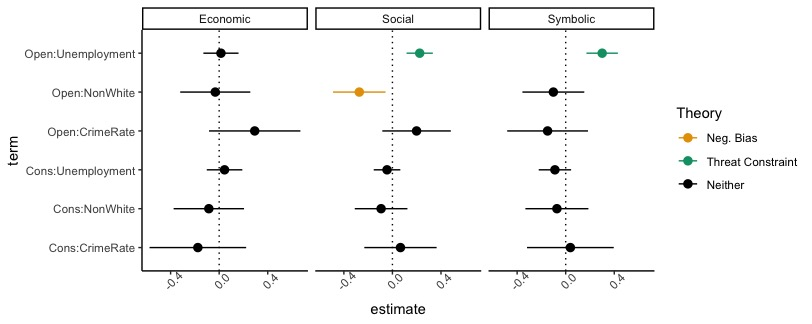 Economic
Social
Symbolic
Open:Unemployment
Open:NonWhite
Open:CrimeRate
Cons:Unemployment
Cons:NonWhite
Cons:CrimeRate
term
-0.4
0.0
0.4
-0.4
0.0
0.4
-0.4
0.0
0.4
estimate
Theory
Neg. Bias
Threat Constraint
Neither